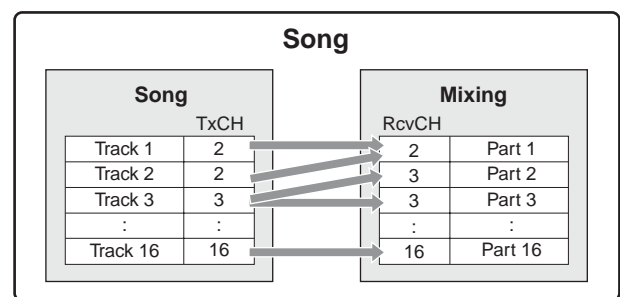 Song
Song Mixing
TxCH RcvCH
Track 1 2 2 Part 1
Track 2 2 3 Part 2
Track 3 3 3 Part 3
: : : :
Track 16 16 16 Part 16